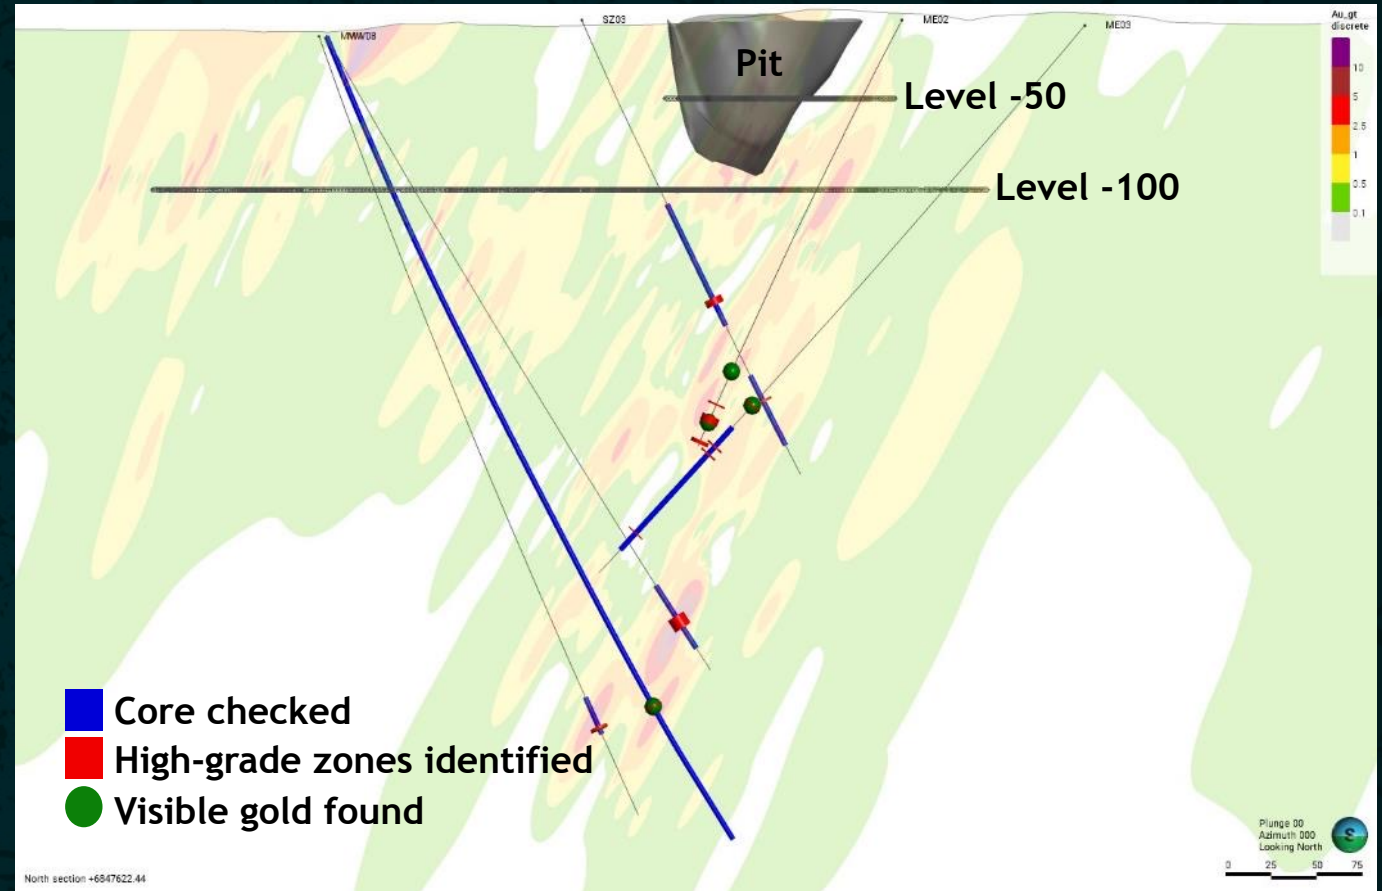 SZ03
ME02
ME03
MWW08
Au_gt
discrete
10
5
2.5
1
0.5
0.1
Pit
Level -50
Level -100
Core checked
High-grade zones identified
Visible gold found
Plunge 00
Azimuth 000
Looking North
S
0 25 50 75
North section +6847622.44